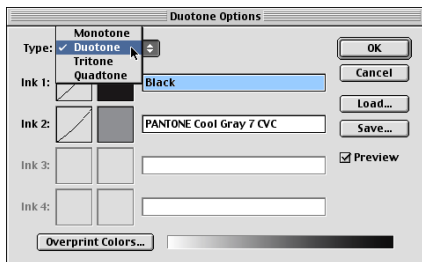 Duotone Options
Monotone
Type: ✓ Duotone
Tritone
Quadtone
OK
Cancel
Ink 1: Black
Load...
Ink 2: PANTONE Cool Gray 7 CVC
Save...
Preview
Ink 3:
Ink 4:
Overprint Colors...